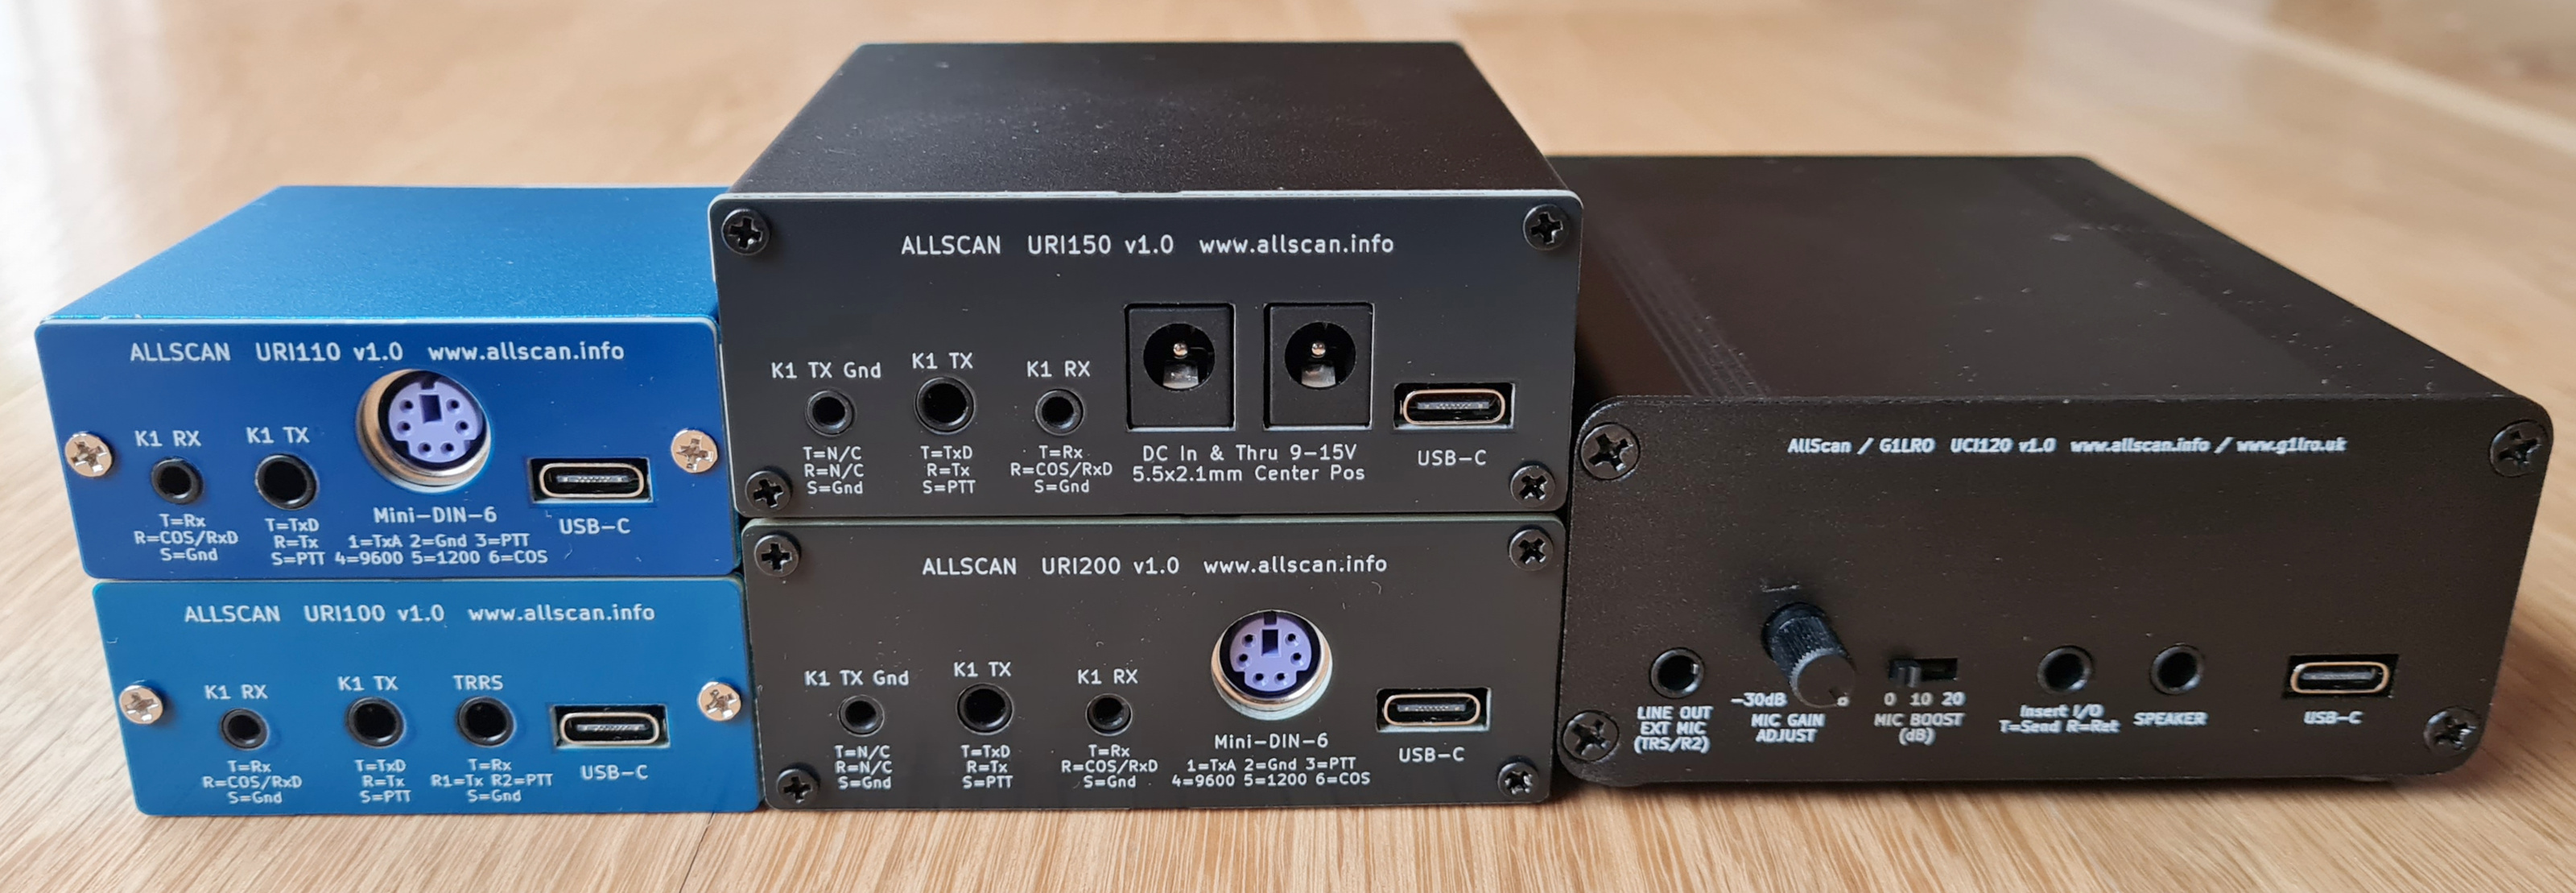 ALLSCAN URI110 v1.0 www.allscan.info
K1 RX K1 TX
T=Rx
R=COS/RxD
S=Gnd
T=TxD
R=Tx
S=PTT
Mini-DIN-6
1=TxA 2=Gnd 3=PTT
4=9600 5=1200 6=COS
USB-C
ALLSCAN URI100 v1.0 www.allscan.info
K1 RX K1 TX TRRS
T=Rx
R=COS/RxD
S=Gnd
T=TxD
R=Tx
S=PTT
T=Rx
R1=Tx R2=PTT
S=Gnd
USB-C
ALLSCAN URI150 v1.0 www.allscan.info
K1 TX Gnd K1 TX K1 RX
T=N/C
R=N/C
S=Gnd
T=TxD
R=Tx
S=PTT
T=Rx
R=COS/RxD
S=Gnd
DC In & Thru 9-15V
5.5x2.1mm Center Pos
USB-C
ALLSCAN URI200 v1.0 www.allscan.info
K1 TX Gnd K1 TX K1 RX
T=N/C
R=N/C
S=Gnd
T=TxD
R=Tx
S=PTT
T=Rx
R=COS/RxD
S=Gnd
Mini-DIN-6
1=TxA 2=Gnd 3=PTT
4=9600 5=1200 6=COS
USB-C
AllScan / G1LRO UCI120 v1.0 www.allscan.info / www.g1lro.uk
LINE OUT
EXT MIC
(TRS/R2)
-30dB 0
MIC GAIN
ADJUST
0 10 20
MIC BOOST
(dB)
Insert I/O
T=Send R=Ret
SPEAKER
USB-C